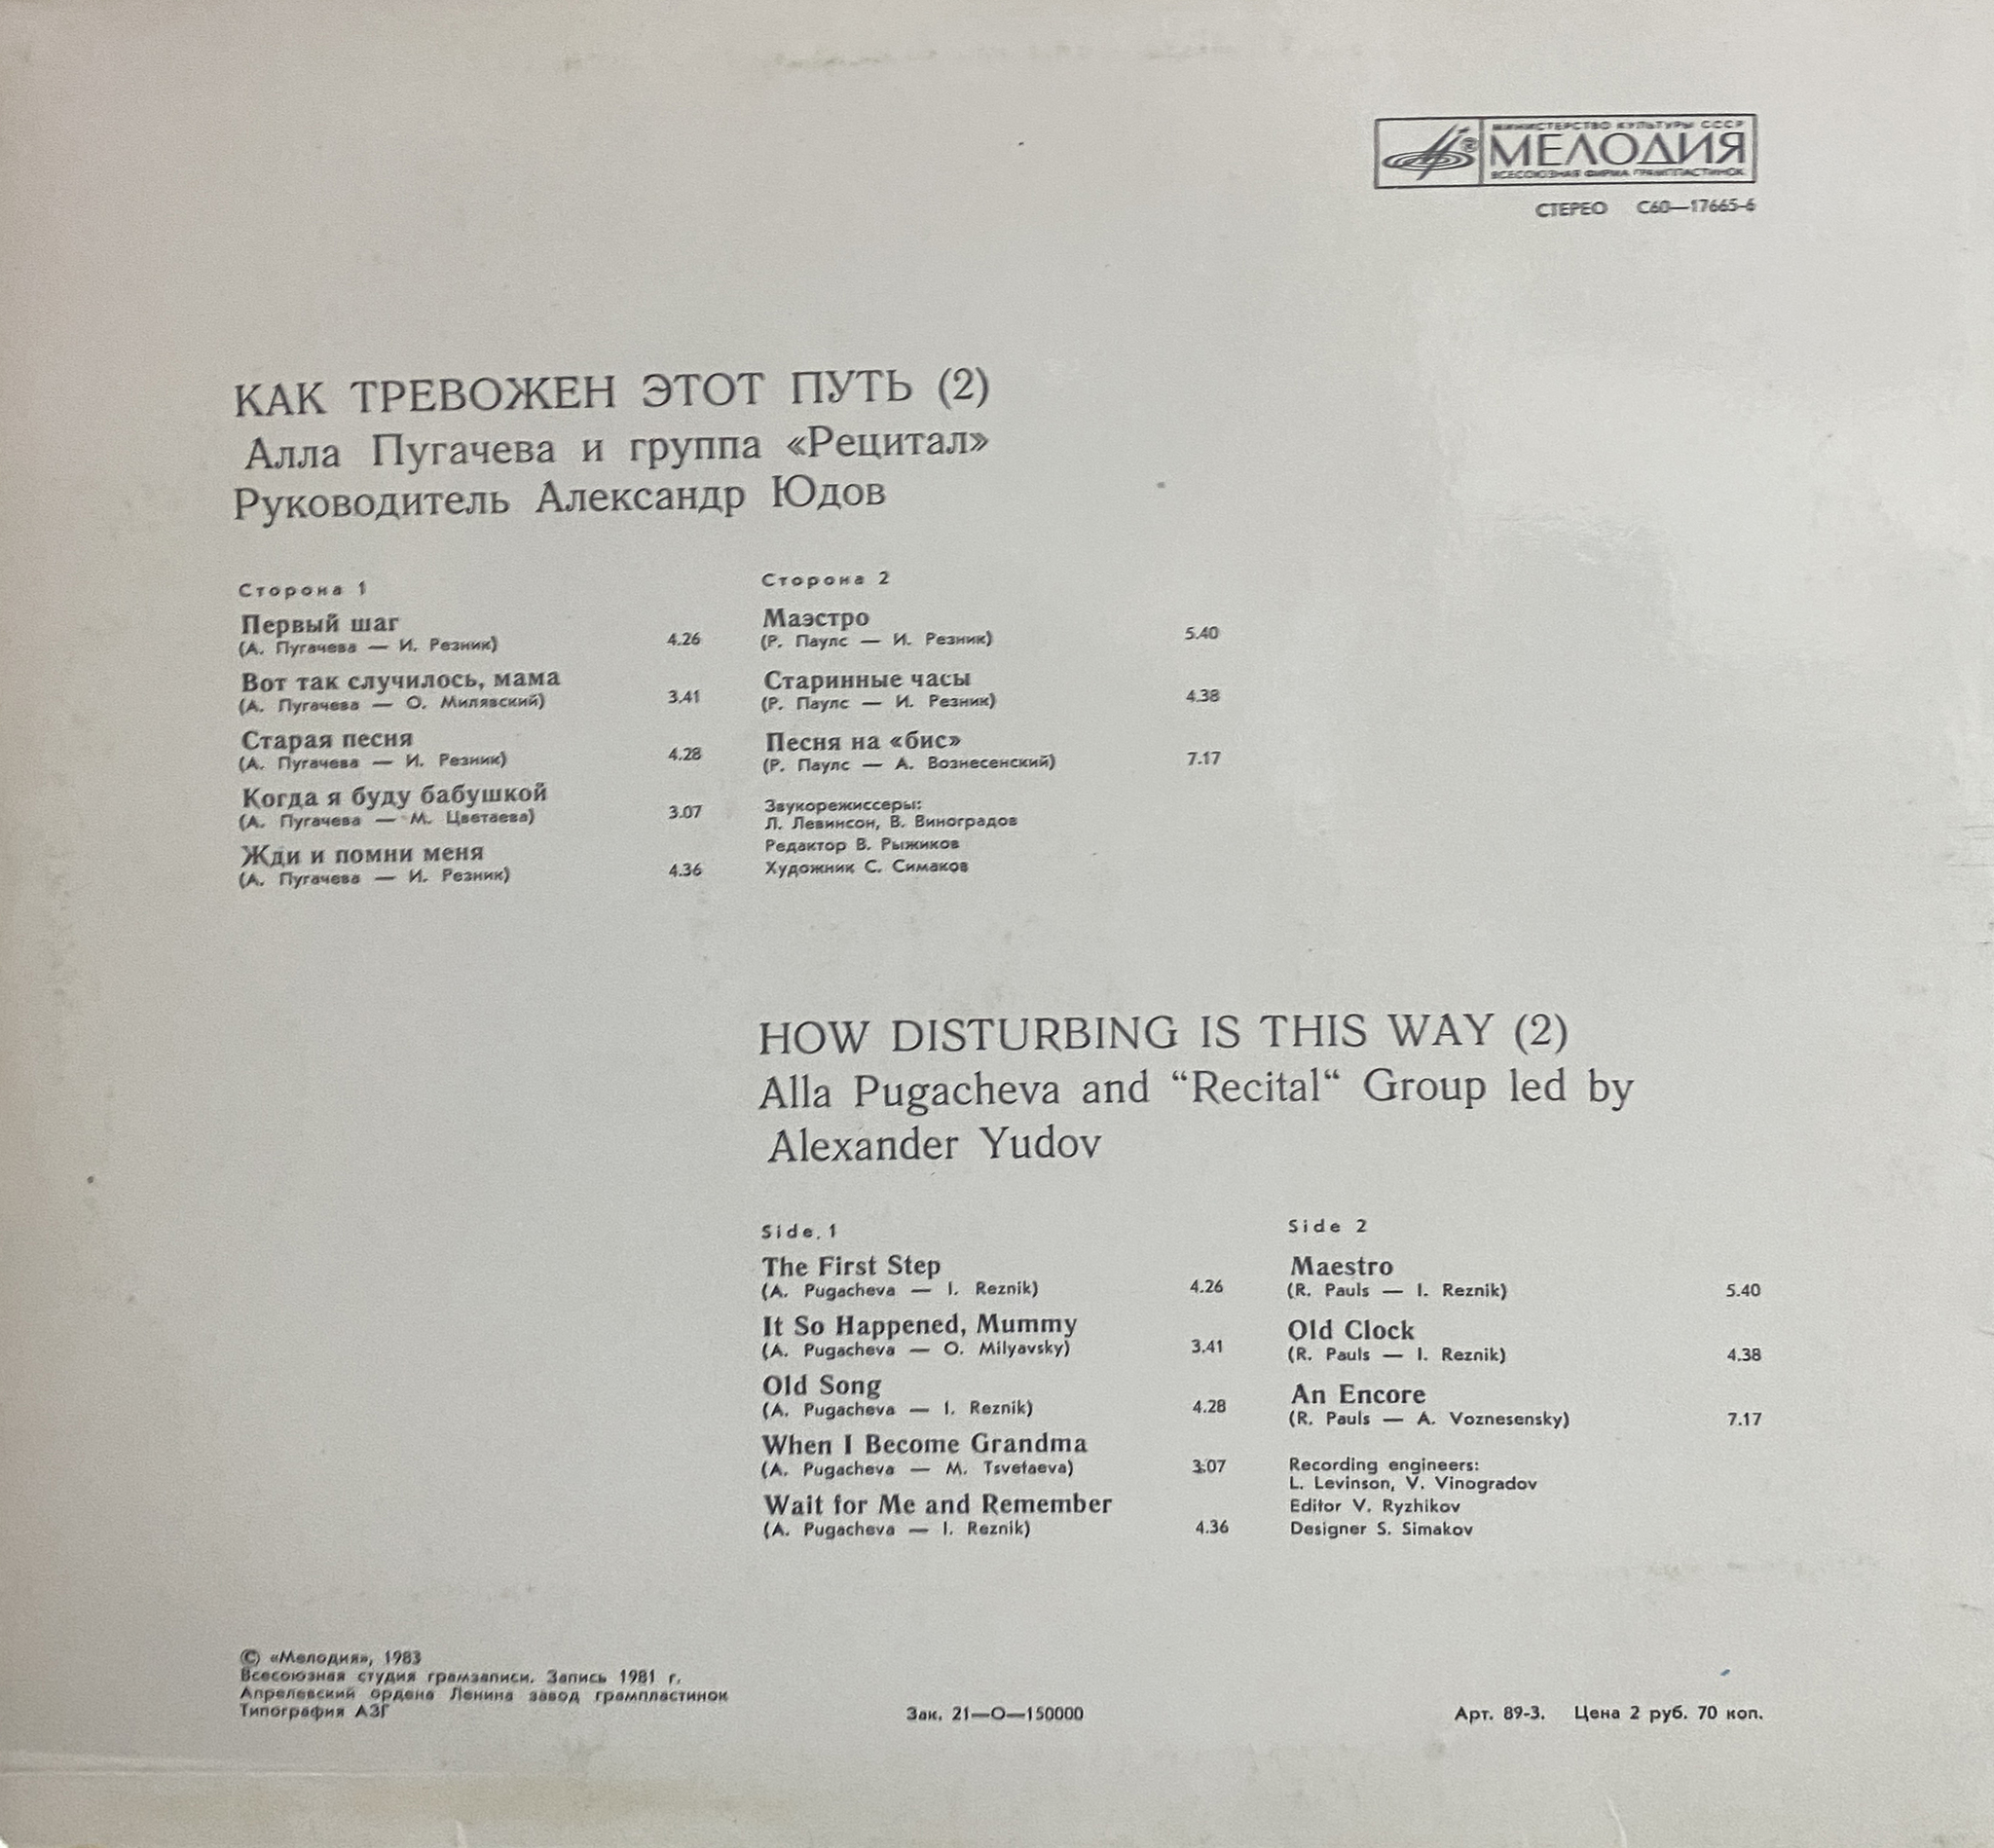 МИНИСТЕРСТВО КУЛЬТУРЫ СССР
МЕЛОДИЯ
ВСЕСОЮЗНАЯ ФИРМА ГРАМПЛАСТИНОК
СТЕРЕО С60—17665-6
КАК ТРЕВОЖЕН ЭТОТ ПУТЬ (2)
Алла Пугачева и группа «Рецитал»
Руководитель Александр Юдов
Сторона 1
Первый шаг
(А. Пугачева — И. Резник) 4.26
Вот так случилось, мама
(А. Пугачева — О. Милявский) 3.41
Старая песня
(А. Пугачева — И. Резник) 4.28
Когда я буду бабушкой
(А. Пугачева — М. Цветаева) 3.07
Жди и помни меня
(А. Пугачева — И. Резник) 4.36
Сторона 2
Маэстро
(Р. Паулс — И. Резник) 5.40
Старинные часы
(Р. Паулс — И. Резник) 4.38
Песня на «бис»
(Р. Паулс — А. Вознесенский) 7.17
Звукорежиссеры:
Л. Левинсон, В. Виноградов
Редактор В. Рыжиков
Художник С. Симаков
HOW DISTURBING IS THIS WAY (2)
Alla Pugacheva and “Recital“ Group led by
Alexander Yudov
Side. 1
The First Step
(A. Pugacheva — I. Reznik) 4.26
It So Happened, Mummy
(A. Pugacheva — O. Milyavsky) 3.41
Old Song
(A. Pugacheva — I. Reznik) 4.28
When I Become Grandma
(A. Pugacheva — M. Tsvetaeva) 3:07
Wait for Me and Remember
(A. Pugacheva — I. Reznik) 4.36
Side 2
Maestro
(R. Pauls — I. Reznik) 5.40
Old Clock
(R. Pauls — I. Reznik) 4.38
An Encore
(R. Pauls — A. Voznesensky) 7.17
Recording engineers:
L. Levinson, V. Vinogradov
Editor V. Ryzhikov
Designer S. Simakov
© «Мелодия», 1983
Всесоюзная студия грамзаписи. Запись 1981 г.
Апрелевский ордена Ленина завод грампластинок
Типография АЗГ
Зак. 21—О—150000
Арт. 89-3. Цена 2 руб. 70 коп.